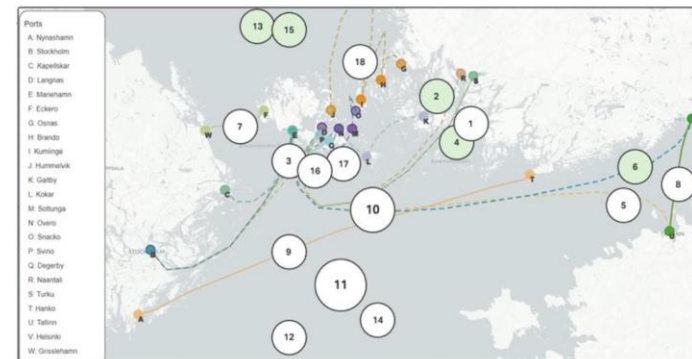 Ports
A: Nynashamn
B: Stockholm
C: Kapellskar
D: Langnas
E: Mariehamn
F: Eckero
G: Osnas
H: Brando
I: Kumlinge
J: Hummelvik
K: Galtby
L: Kokar
M: Sottunga
N: Overo
O: Snacko
P: Svino
Q: Degerby
R: Naantali
S: Turku
T: Hanko
U: Tallinn
V: Helsinki
W: Grisslehamn
13
15
18
G
H
R
2
I
J
O
K
1
W
7
F
E
D
N
M
P
Q
4
L
3
16
17
6
T
8
C
10
5
U
9
B
11
A
14
12